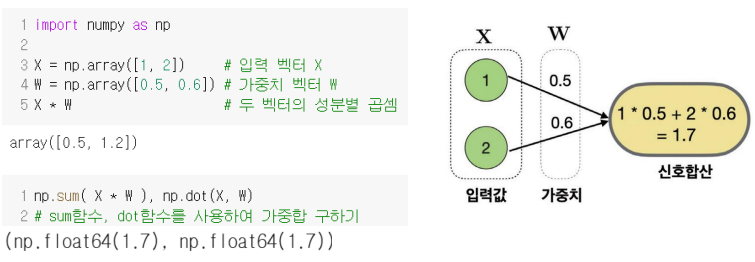 1 import numpy as np
2
3 X = np.array([1, 2]) # 입력 벡터 X
4 W = np.array([0.5, 0.6]) # 가중치 벡터 W
5 X * W # 두 벡터의 성분별 곱셈
array([0.5, 1.2])
1 np.sum( X * W ), np.dot(X, W)
2 # sum함수, dot함수를 사용하여 가중합 구하기
(np.float64(1.7), np.float64(1.7))
X W
1 0.5
0.6
2
1 * 0.5 + 2 * 0.6
= 1.7
신호합산
입력값 가중치